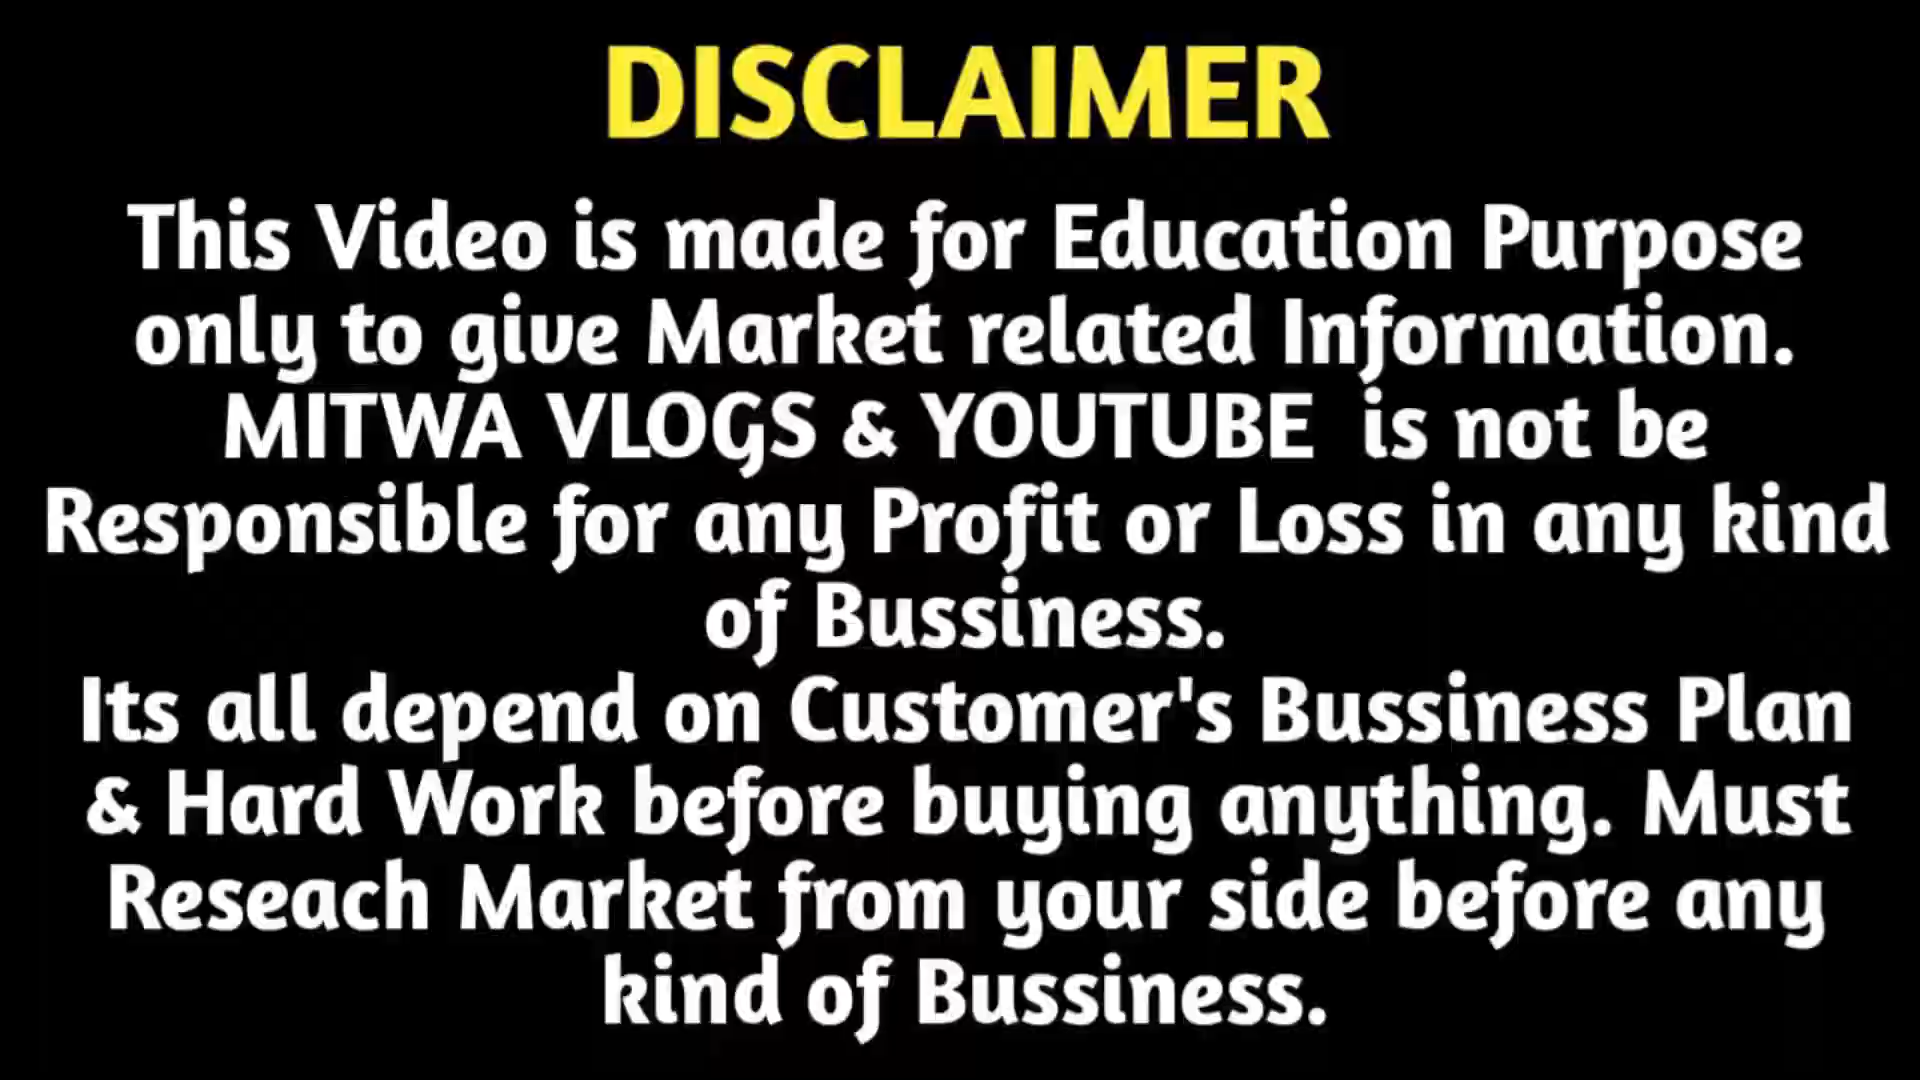 DISCLAIMER
This Video is made for Education Purpose
only to give Market related Information.
MITWA VLOGS & YOUTUBE is not be
Responsible for any Profit or Loss in any kind
of Bussiness.
Its all depend on Customer's Bussiness Plan
& Hard Work before buying anything. Must
Reseach Market from your side before any
kind of Bussiness.